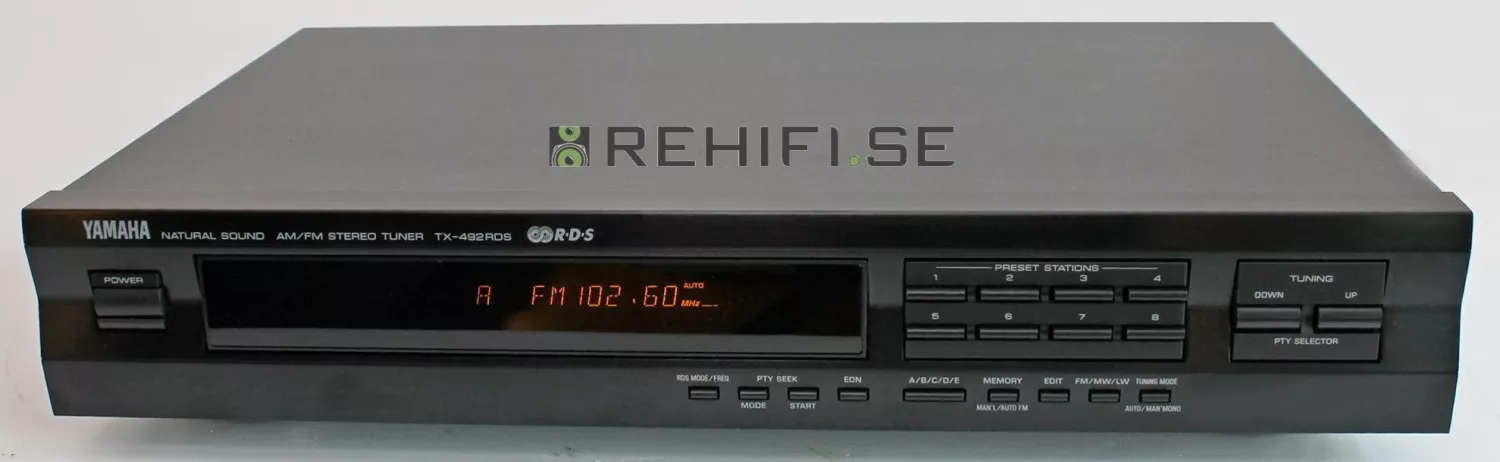 REHIFI.SE
YAMAHA NATURAL SOUND AM/FM STEREO TUNER TX-492RDS R·D·S
POWER
A FM 102.60 AUTO MHz
PRESET STATIONS
1 2 3 4
5 6 7 8
TUNING
DOWN UP
PTY SELECTOR
RDS MODE/FREQ PTY SEEK EON A/B/C/D/E MEMORY EDIT FM/MW/LW TUNING MODE
MODE START MAN'L/AUTO FM AUTO/MAN'MONO